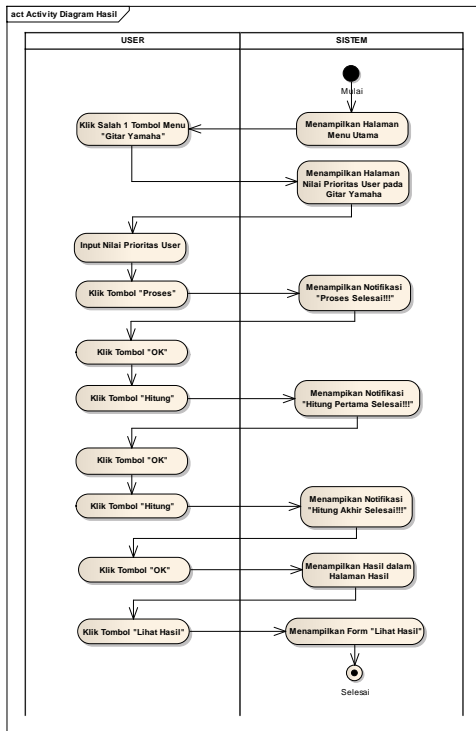 act Activity Diagram Hasil
USER
SISTEM
Mulai
Menampilkan Halaman
Menu Utama
Klik Salah 1 Tombol Menu
"Gitar Yamaha"
Menampilkan Halaman
Nilai Prioritas User pada
Gitar Yamaha
Input Nilai Prioritas User
Klik Tombol "Proses"
Menampilkan Notifikasi
"Proses Selesai!!!"
Klik Tombol "OK"
Klik Tombol "Hitung"
Menampikan Notifikasi
"Hitung Pertama Selesai!!!"
Klik Tombol "OK"
Klik Tombol "Hitung"
Menampikan Notifikasi
"Hitung Akhir Selesai!!!"
Klik Tombol "OK"
Menampilkan Hasil dalam
Halaman Hasil
Klik Tombol "Lihat Hasil"
Menampilkan Form "Lihat Hasil"
Selesai